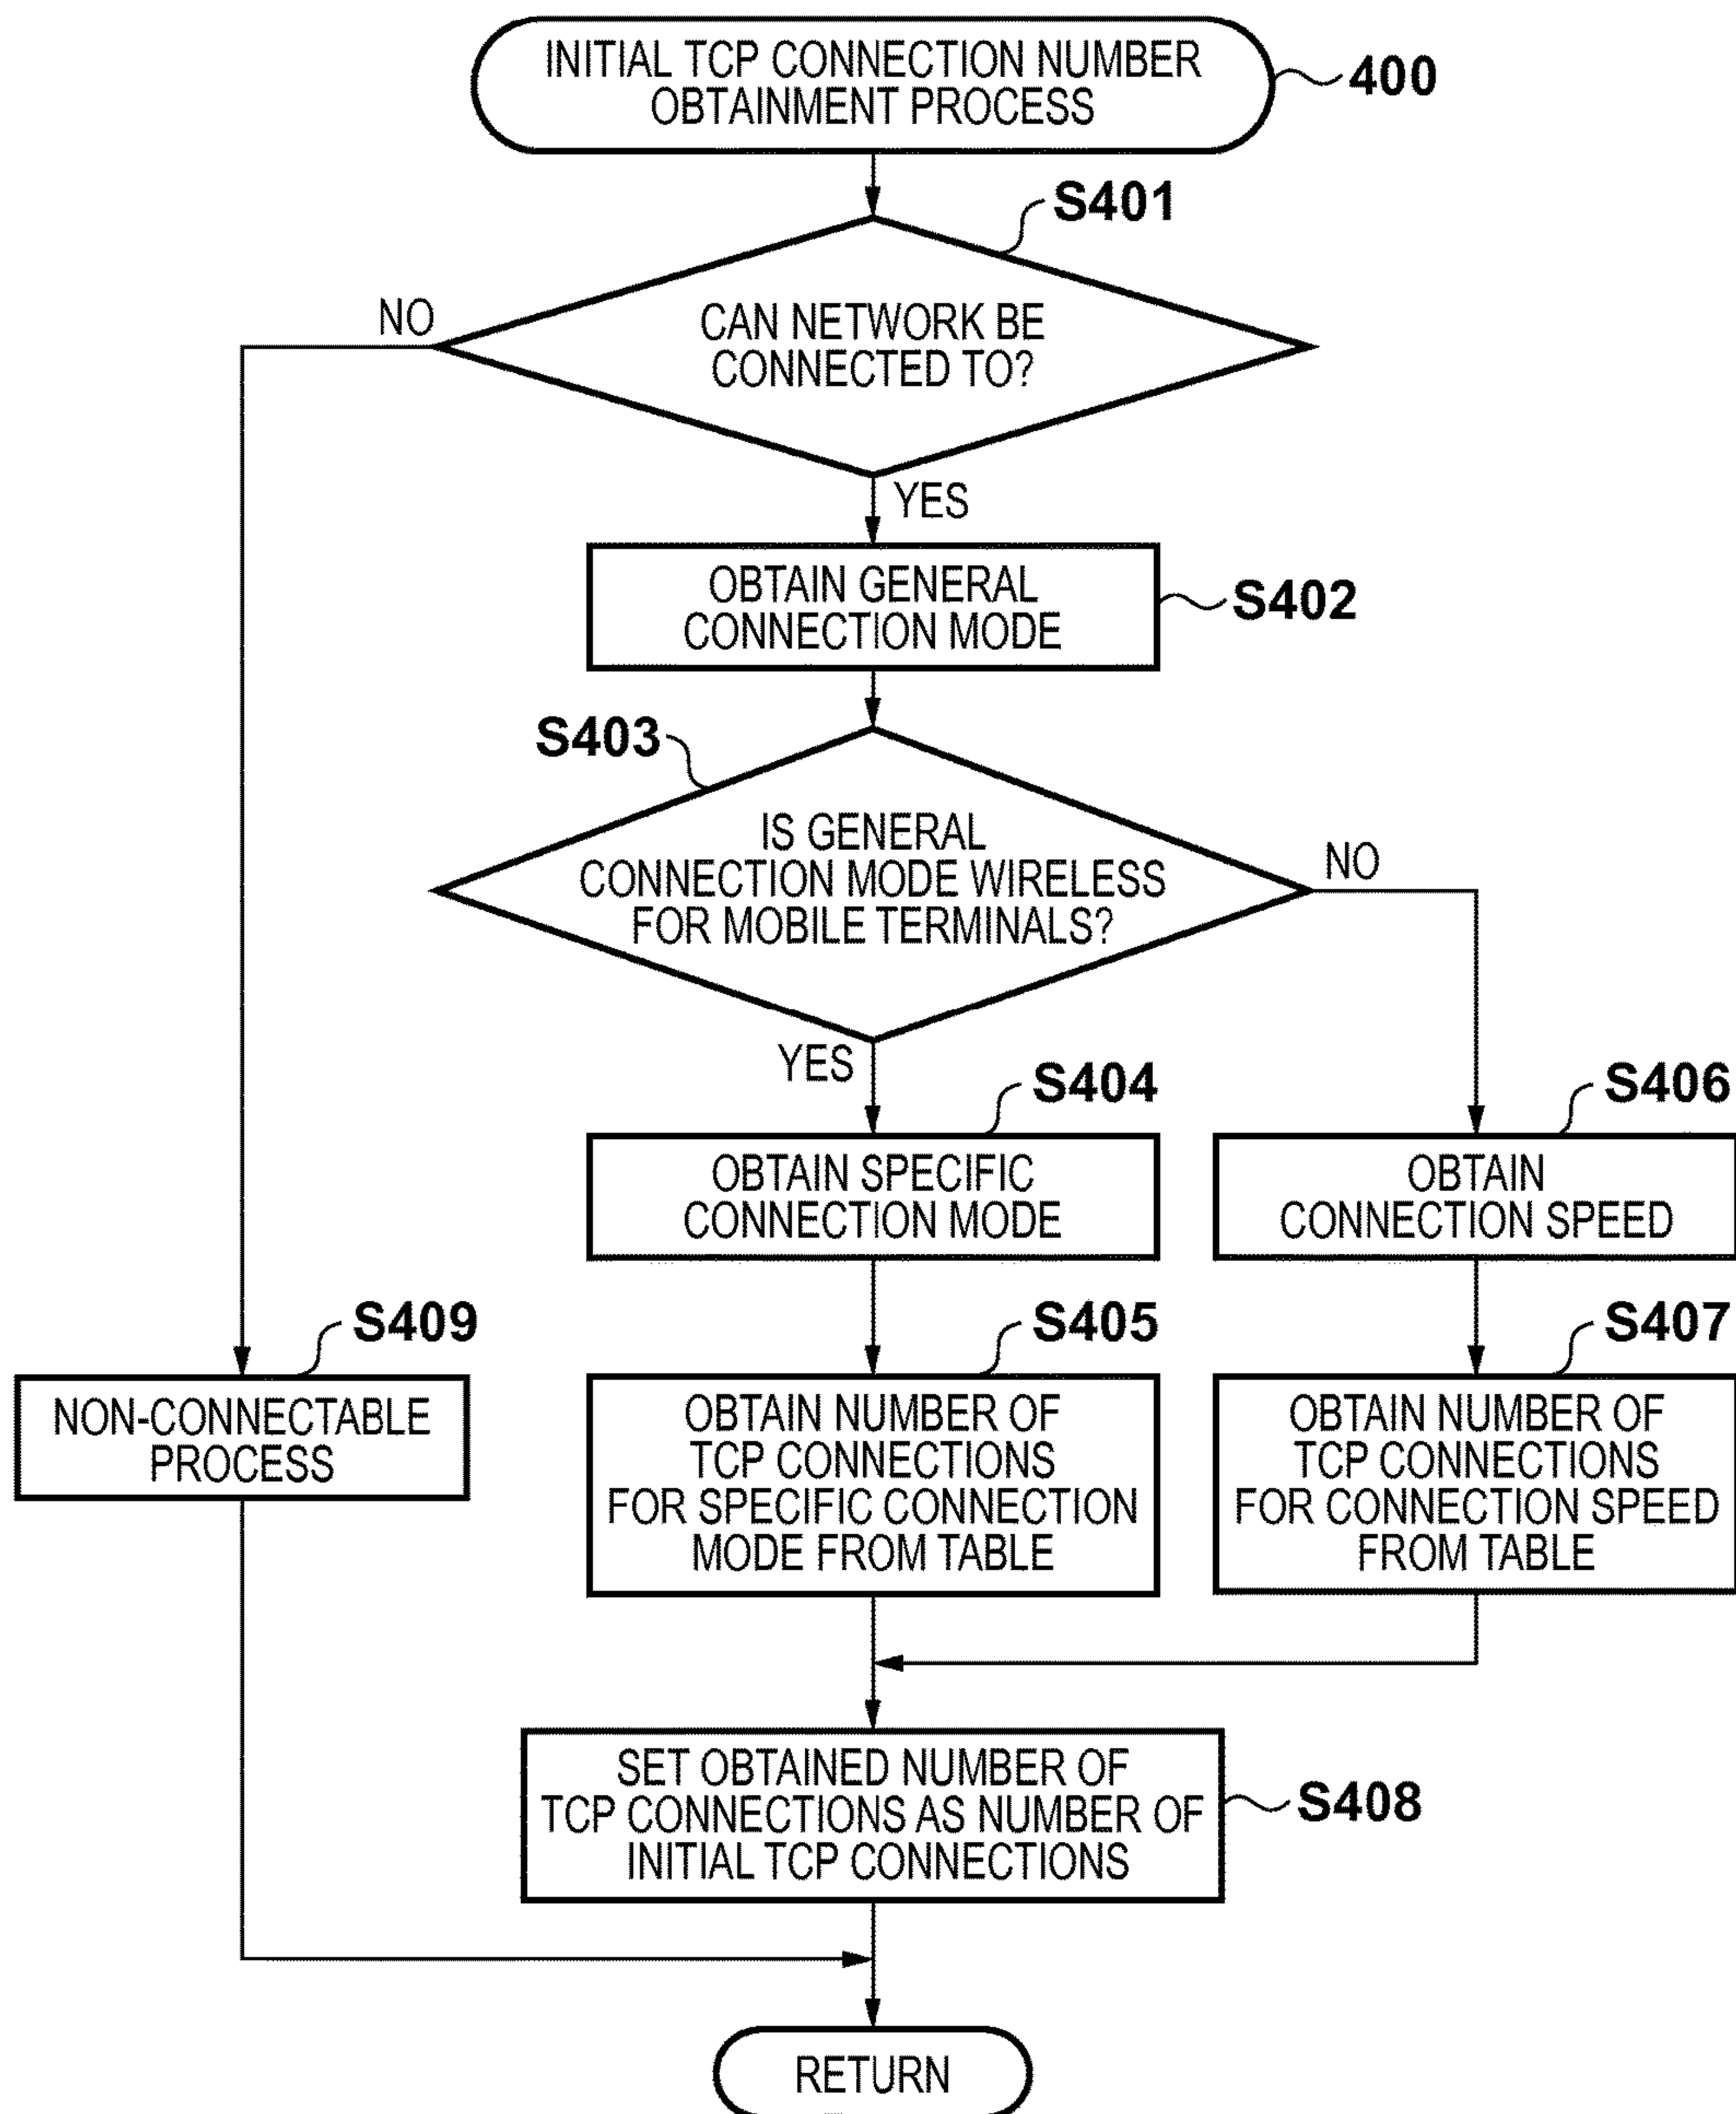 INITIAL TCP CONNECTION NUMBER
OBTAINMENT PROCESS
400
S401
CAN NETWORK BE
CONNECTED TO?
NO
YES
OBTAIN GENERAL
CONNECTION MODE
S402
S403
IS GENERAL
CONNECTION MODE WIRELESS
FOR MOBILE TERMINALS?
NO
YES
S404
OBTAIN SPECIFIC
CONNECTION MODE
S406
OBTAIN
CONNECTION SPEED
S409
NON-CONNECTABLE
PROCESS
S405
OBTAIN NUMBER OF
TCP CONNECTIONS
FOR SPECIFIC CONNECTION
MODE FROM TABLE
S407
OBTAIN NUMBER OF
TCP CONNECTIONS
FOR CONNECTION SPEED
FROM TABLE
SET OBTAINED NUMBER OF
TCP CONNECTIONS AS NUMBER OF
INITIAL TCP CONNECTIONS
S408
RETURN